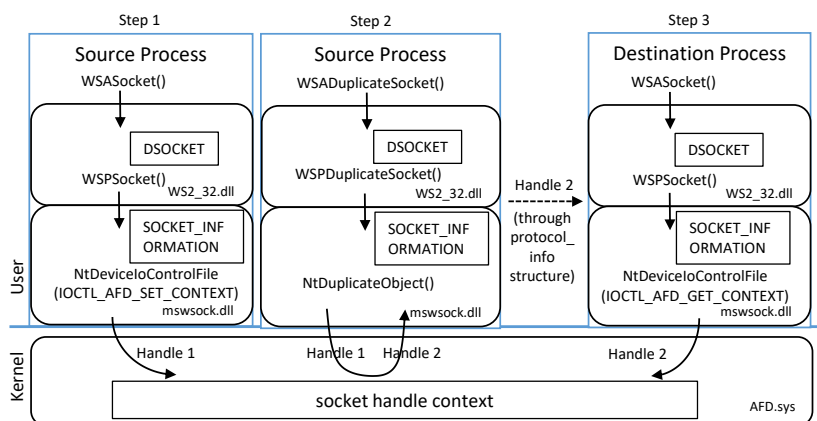 Step 1
Source Process
WSASocket()
DSOCKET
WSPSocket()
WS2_32.dll
SOCKET_INF
ORMATION
NtDeviceIoControlFile
(IOCTL_AFD_SET_CONTEXT)
mswsock.dll
Handle 1
Step 2
Source Process
WSADuplicateSocket()
DSOCKET
WSPDuplicateSocket()
WS2_32.dll
SOCKET_INF
ORMATION
NtDuplicateObject()
mswsock.dll
Handle 1
Handle 2
Handle 2
(through
protocol_
info
structure)
Step 3
Destination Process
WSASocket()
DSOCKET
WSPSocket()
WS2_32.dll
SOCKET_INF
ORMATION
NtDeviceIoControlFile
(IOCTL_AFD_GET_CONTEXT)
mswsock.dll
Handle 2
User
Kernel
socket handle context
AFD.sys